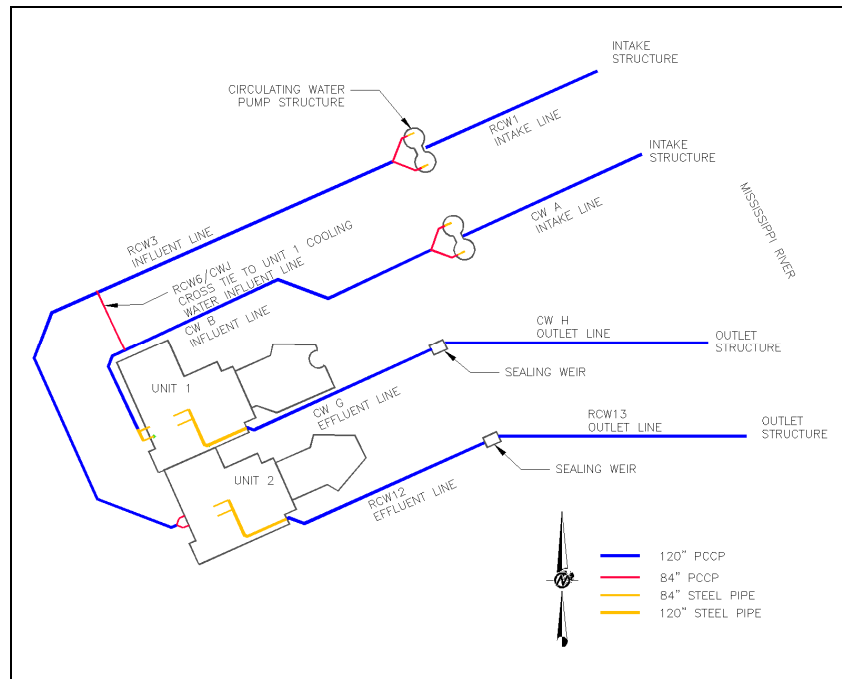 INTAKE
STRUCTURE
CIRCULATING WATER
PUMP STRUCTURE
RCW1
INTAKE LINE
INTAKE
STRUCTURE
MISSISSIPPI RIVER
CW A
INTAKE LINE
RCW3
INFLUENT LINE
RCW6/CWJ
CROSS TIE TO UNIT 1 COOLING
WATER INFLUENT LINE
CW B
INFLUENT LINE
CW H
OUTLET LINE
OUTLET
STRUCTURE
SEALING WEIR
UNIT 1
CW G
EFFLUENT LINE
RCW13
OUTLET LINE
OUTLET
STRUCTURE
SEALING WEIR
UNIT 2
RCW12
EFFLUENT LINE
N
120" PCCP
84" PCCP
84" STEEL PIPE
120" STEEL PIPE